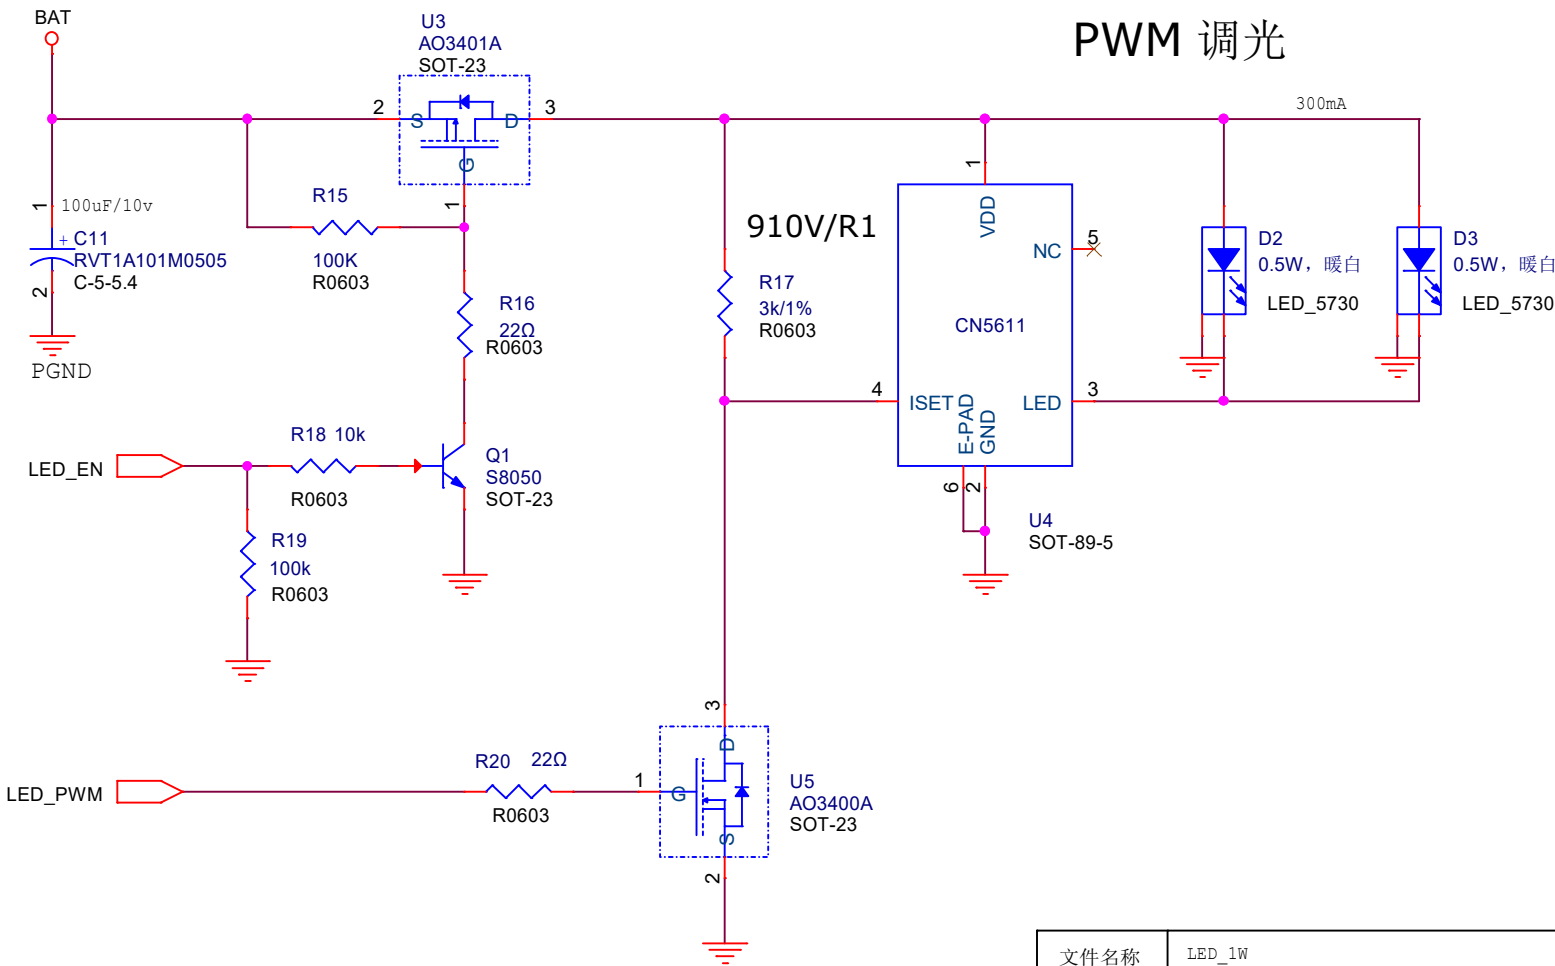 BAT
U3
AO3401A
SOT-23
PWM 调光
2
S
D
3
300mA
G
1
1
100uF/10v
+ C11
RVT1A101M0505
C-5-5.4
2
PGND
R15
100K
R0603
910V/R1
1
VDD
NC
5
D2
0.5W，暖白
LED_5730
D3
0.5W，暖白
LED_5730
R16
22Ω
R0603
R17
3k/1%
R0603
CN5611
4
ISET
E-PAD
GND
LED
3
6
2
U4
SOT-89-5
LED_EN
R18 10k
R0603
Q1
S8050
SOT-23
R19
100k
R0603
3
D
LED_PWM
R20 22Ω
R0603
1
G
S
2
U5
AO3400A
SOT-23
文件名称 LED_1W